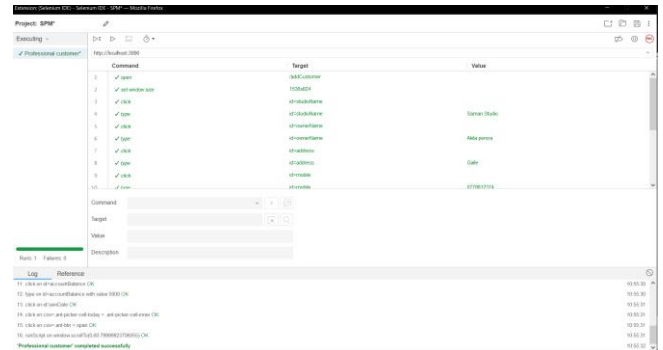 Extension: (Selenium IDE) - Selenium IDE - SPM* — Mozilla Firefox
Project: SPM*
Executing
✓ Professional customer*
http://localhost:3000
Command Target Value
1 ✓ open /addCustomer
2 ✓ set window size
3 ✓ click id=studioName
4 ✓ type id=studioName Saman Studio
5 ✓ click id=ownerName
6 ✓ type id=ownerName
7 ✓ click id=address
8 ✓ type id=address Galle
9 ✓ click id=mobile
10 ✓ type id=mobile
Command
Target
Value
Description
Runs: 1 Failures: 0
Log Reference
11. click on id=accountBalance OK
12. type on id=accountBalance with value 5000 OK
13. click on id=joinDate OK
14. click on css=.ant-picker-cell-today > .ant-picker-cell-inner OK
15. click on css=.ant-btn > span OK
16. runScript on OK
'Professional customer' completed successfully